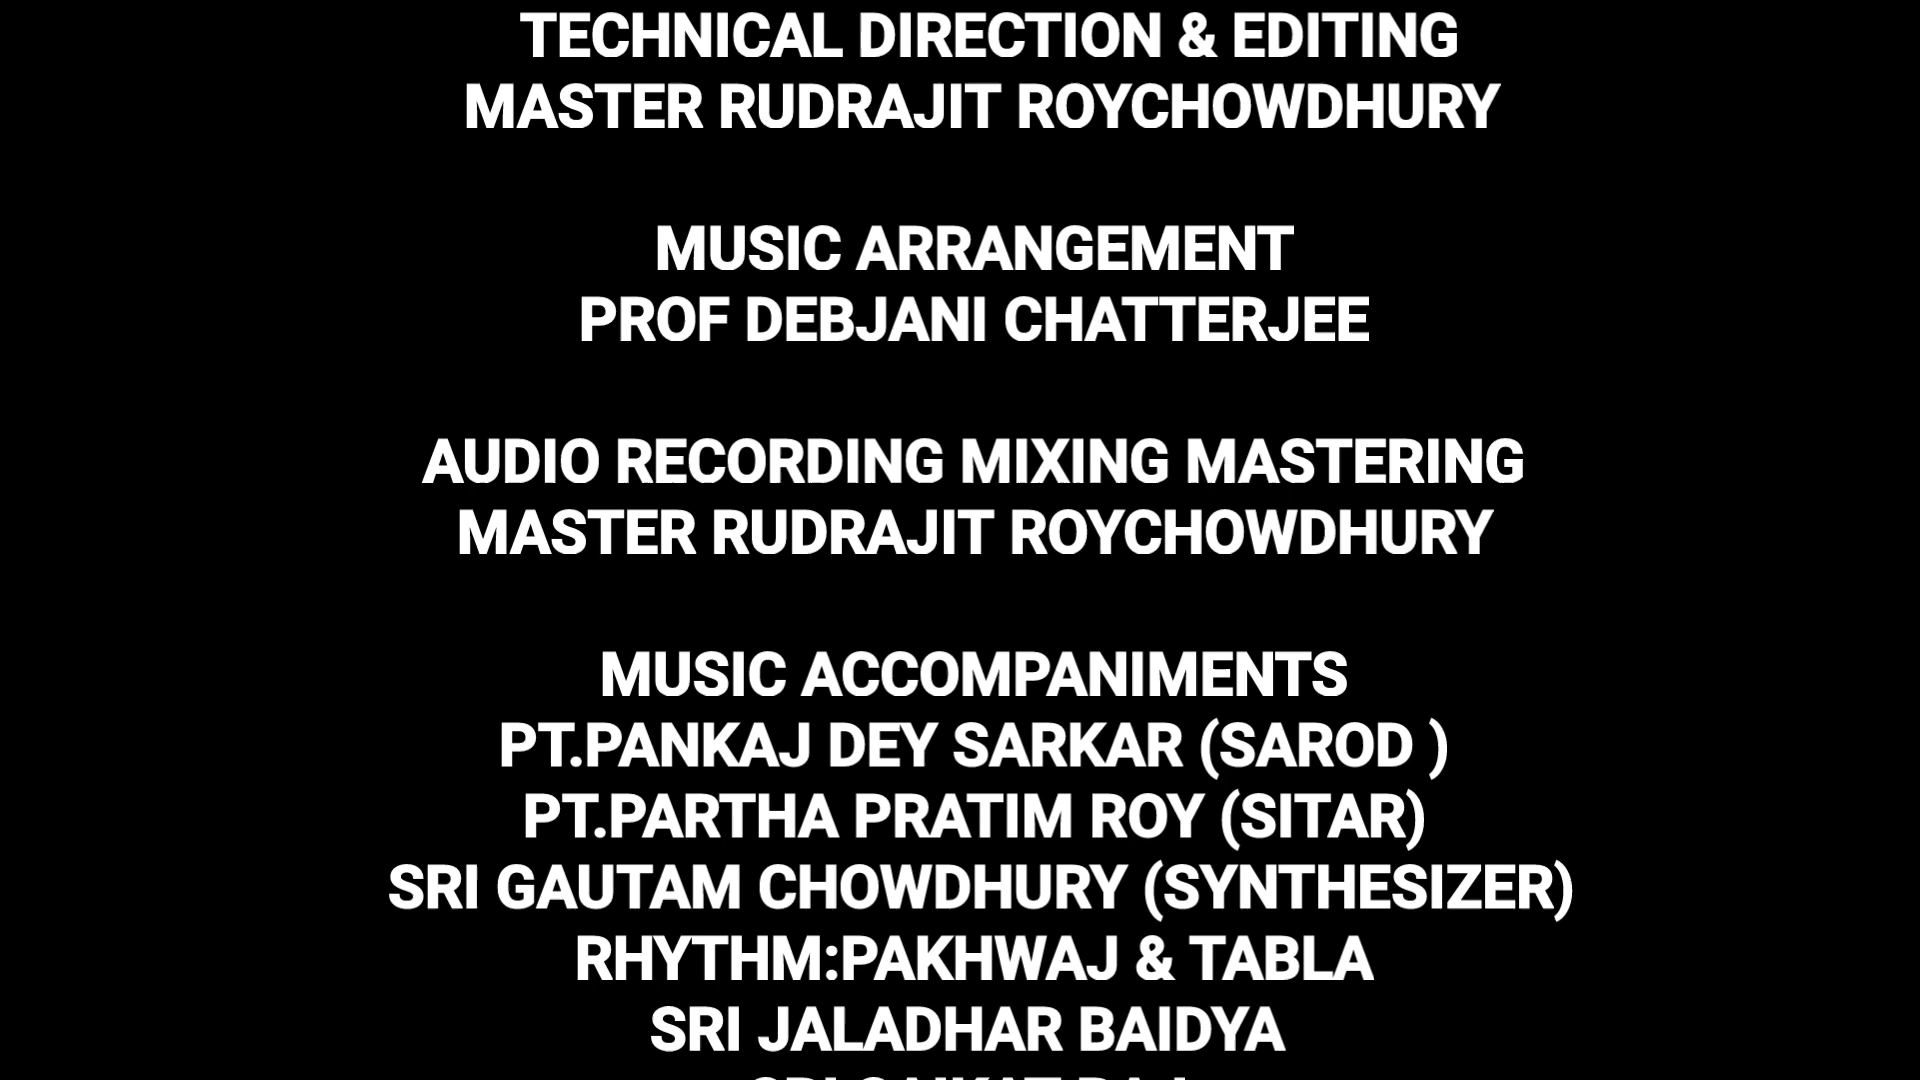 TECHNICAL DIRECTION & EDITING
MASTER RUDRAJIT ROYCHOWDHURY
MUSIC ARRANGEMENT
PROF DEBJANI CHATTERJEE
AUDIO RECORDING MIXING MASTERING
MASTER RUDRAJIT ROYCHOWDHURY
MUSIC ACCOMPANIMENTS
PT.PANKAJ DEY SARKAR (SAROD )
PT.PARTHA PRATIM ROY (SITAR)
SRI GAUTAM CHOWDHURY (SYNTHESIZER)
RHYTHM:PAKHWAJ & TABLA
SRI JALADHAR BAIDYA